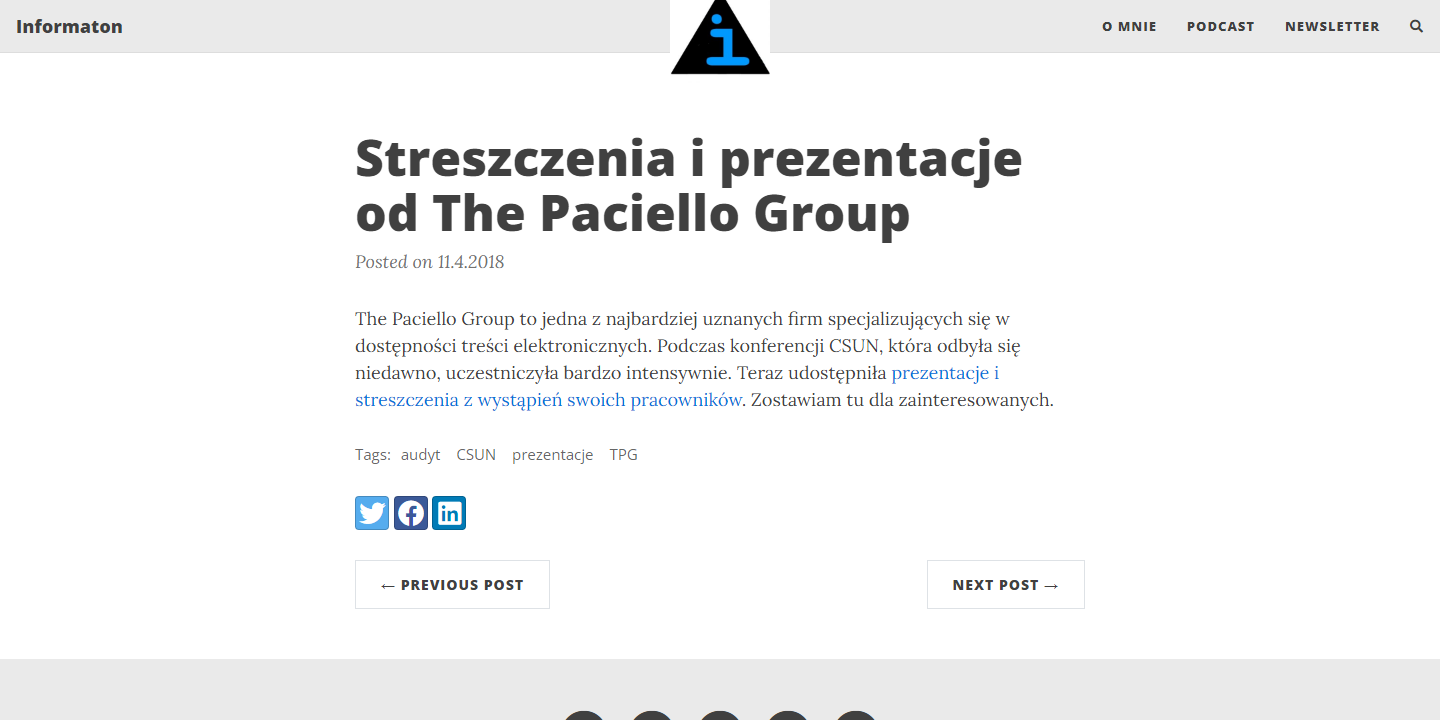 Informaton
i
O MNIE
PODCAST
NEWSLETTER
Streszczenia i prezentacje
od The Paciello Group
Posted on 11.4.2018
The Paciello Group to jedna z najbardziej uznanych firm specjalizujących się w
dostępności treści elektronicznych. Podczas konferencji CSUN, która odbyła się
niedawno, uczestniczyła bardzo intensywnie. Teraz udostępniła prezentacje i
streszczenia z wystąpień swoich pracowników. Zostawiam tu dla zainteresowanych.
Tags: audyt CSUN prezentacje TPG
in
← PREVIOUS POST
NEXT POST →